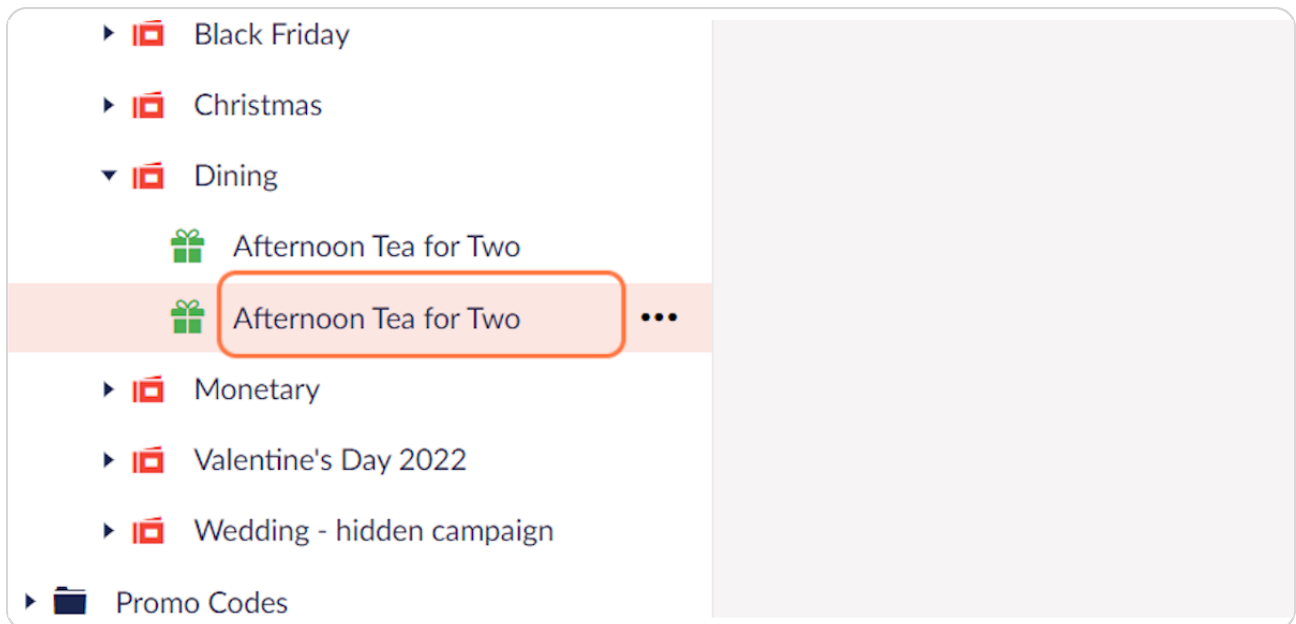 Black Friday
Christmas
Dining
Afternoon Tea for Two
Afternoon Tea for Two
Monetary
Valentine's Day 2022
Wedding - hidden campaign
Promo Codes